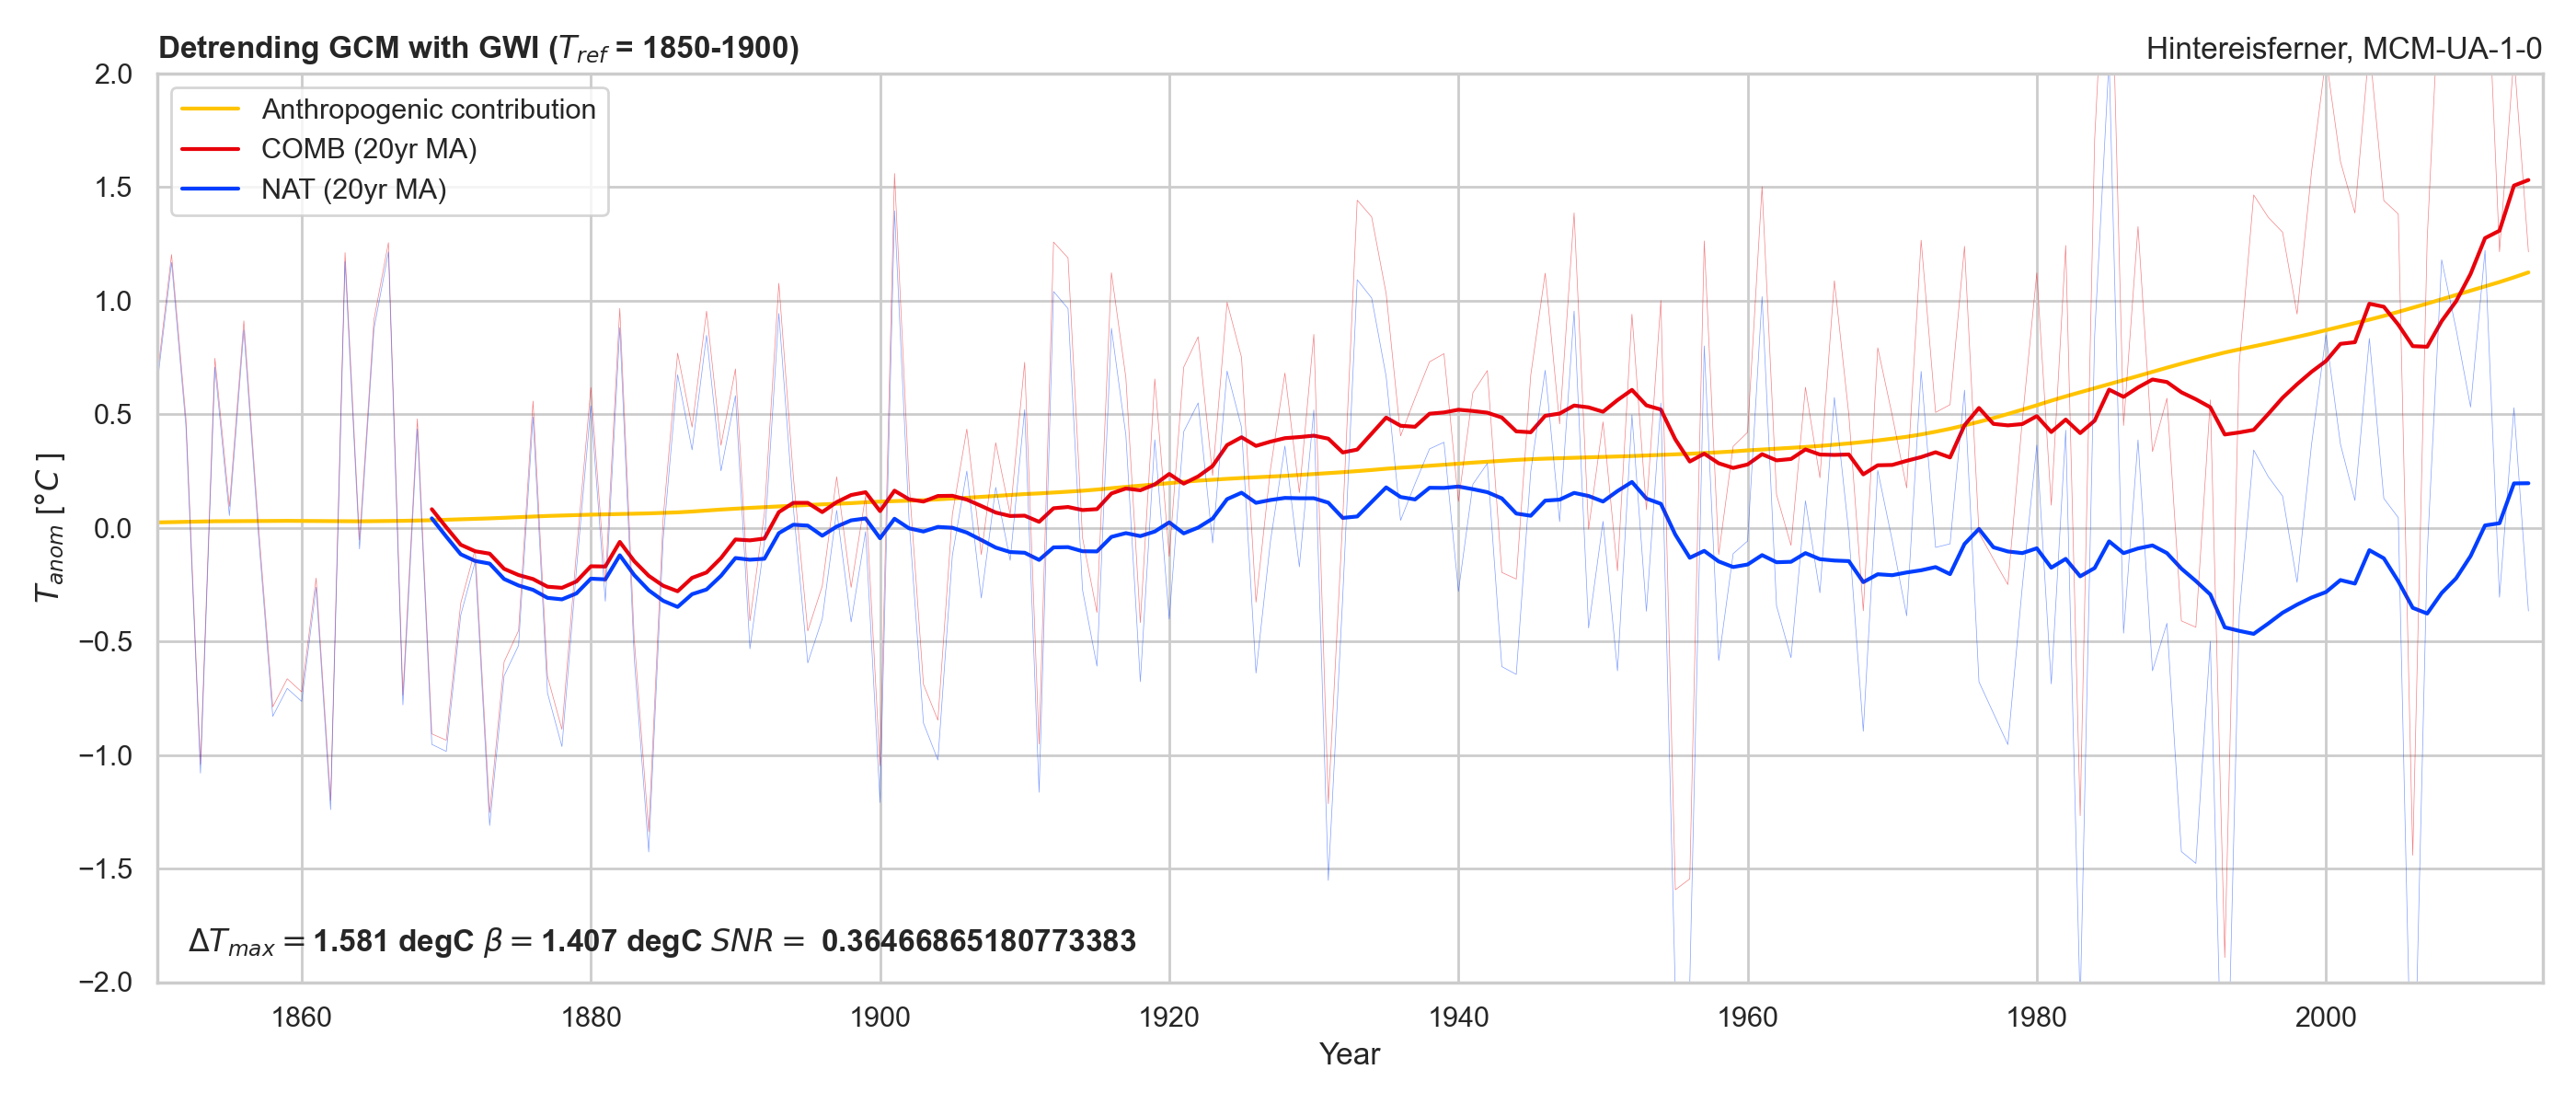 Detrending GCM with GWI (T_ref = 1850-1900)
Hintereisferner, MCM-UA-1-0
2.0
1.5
1.0
0.5
0.0
−0.5
−1.0
−1.5
−2.0
T_anom [°C ]
Anthropogenic contribution
COMB (20yr MA)
NAT (20yr MA)
ΔT_max = 1.581 degC β = 1.407 degC SNR = 0.36466865180773383
1860 1880 1900 1920 1940 1960 1980 2000
Year